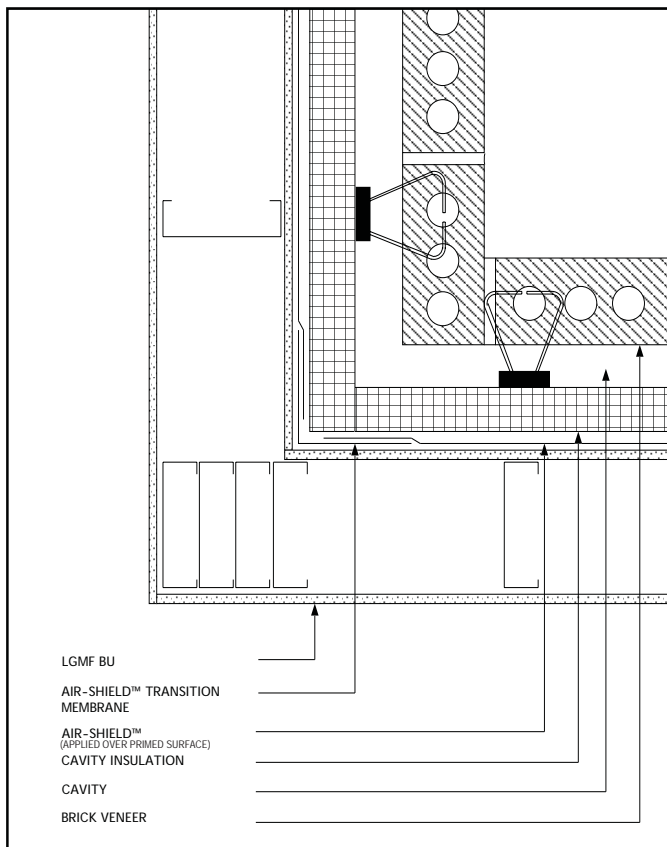 LGMF BU
AIR-SHIELD™ TRANSITION
MEMBRANE
AIR-SHIELD™
(APPLIED OVER PRIMED SURFACE)
CAVITY INSULATION
CAVITY
BRICK VENEER